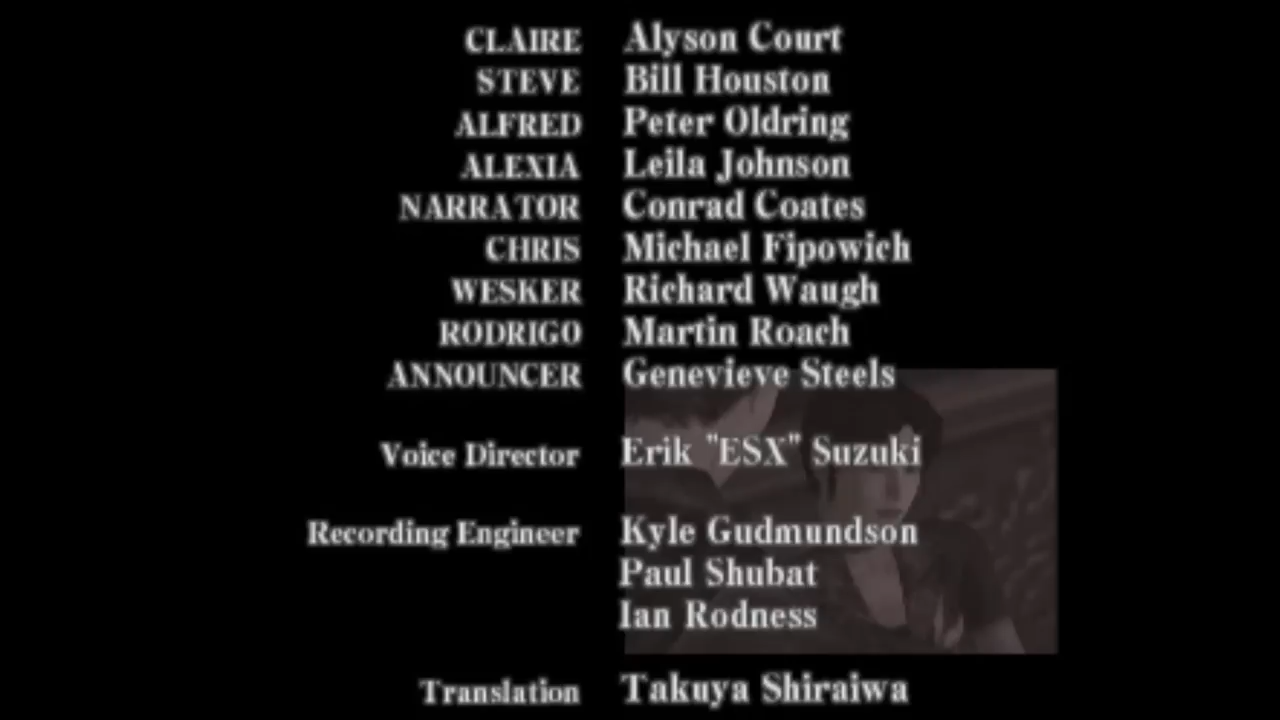 CLAIRE Alyson Court
STEVE Bill Houston
ALFRED Peter Oldring
ALEXIA Leila Johnson
NARRATOR Conrad Coates
CHRIS Michael Fipowich
WESKER Richard Waugh
RODRIGO Martin Roach
ANNOUNCER Genevieve Steels
Voice Director Erik "ESX" Suzuki
Recording Engineer Kyle Gudmundson
Paul Shubat
Ian Rodness
Translation Takuya Shiraiwa